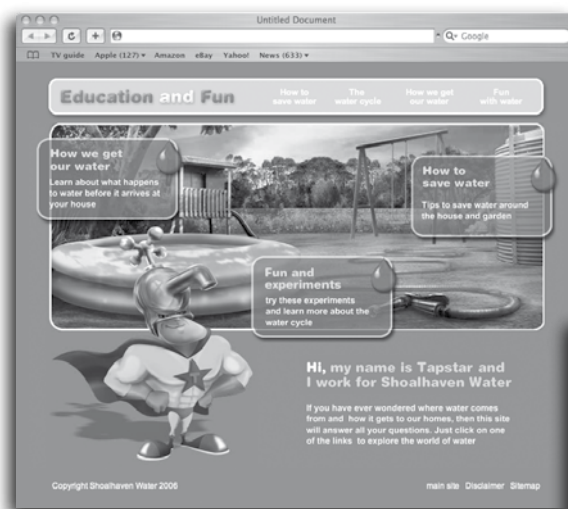 Untitled Document
Google
TV guide Apple (127) Amazon eBay Yahoo! News (633)
Education and Fun
How to
save water
The
water cycle
How we get
our water
Fun
with water
How we get
our water
Learn about what happens
to water before it arrives at
your house
How to
save water
Tips to save water around
the house and garden
Fun and
experiments
try these experiments
and learn more about the
water cycle
Hi, my name is Tapstar and
I work for Shoalhaven Water
If you have ever wondered where water comes
from and how it gets to our homes, then this site
will answer all your questions. Just click on one
of the links to explore the world of water
Copyright Shoalhaven Water 2006
main site Disclaimer Sitemap